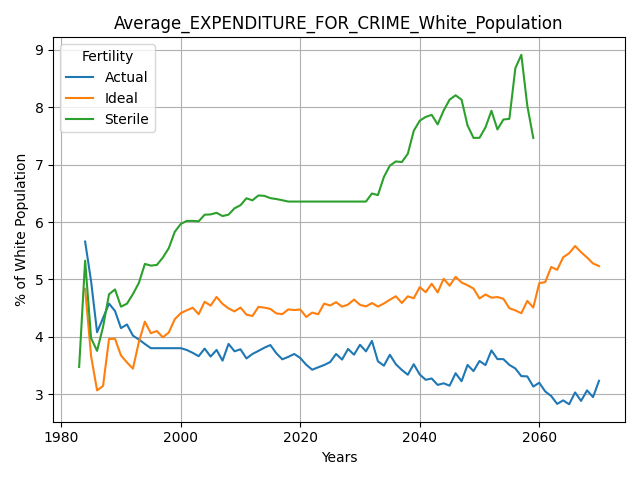 Average_EXPENDITURE_FOR_CRIME_White_Population
Fertility
Actual
Ideal
Sterile
% of White Population
9
8
7
6
5
4
3
1980
2000
2020
2040
2060
Years